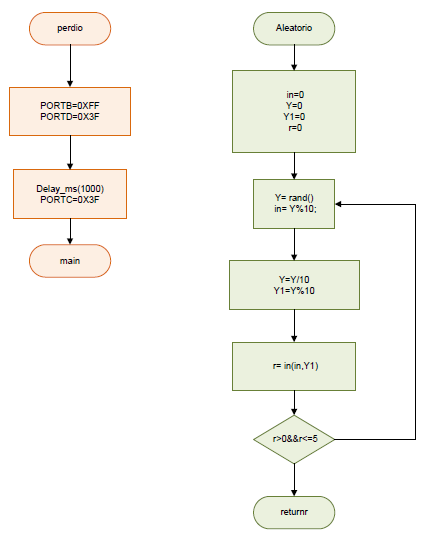 perdio
PORTB=0XFF
PORTD=0X3F
Delay_ms(1000)
PORTC=0X3F
main
Aleatorio
in=0
Y=0
Y1=0
r=0
Y= rand()
in= Y%10;
Y=Y/10
Y1=Y%10
r= in(in,Y1)
r>0&&r<=5
returnr